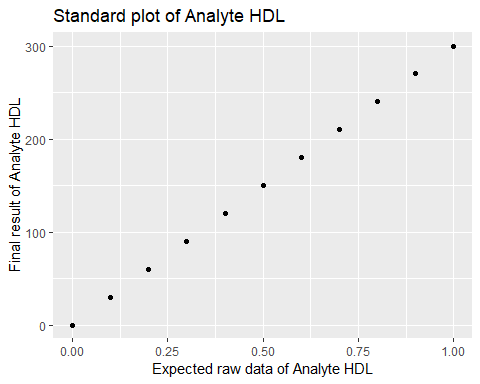 Standard plot of Analyte HDL
Final result of Analyte HDL
300
200
100
0
0.00 0.25 0.50 0.75 1.00
Expected raw data of Analyte HDL